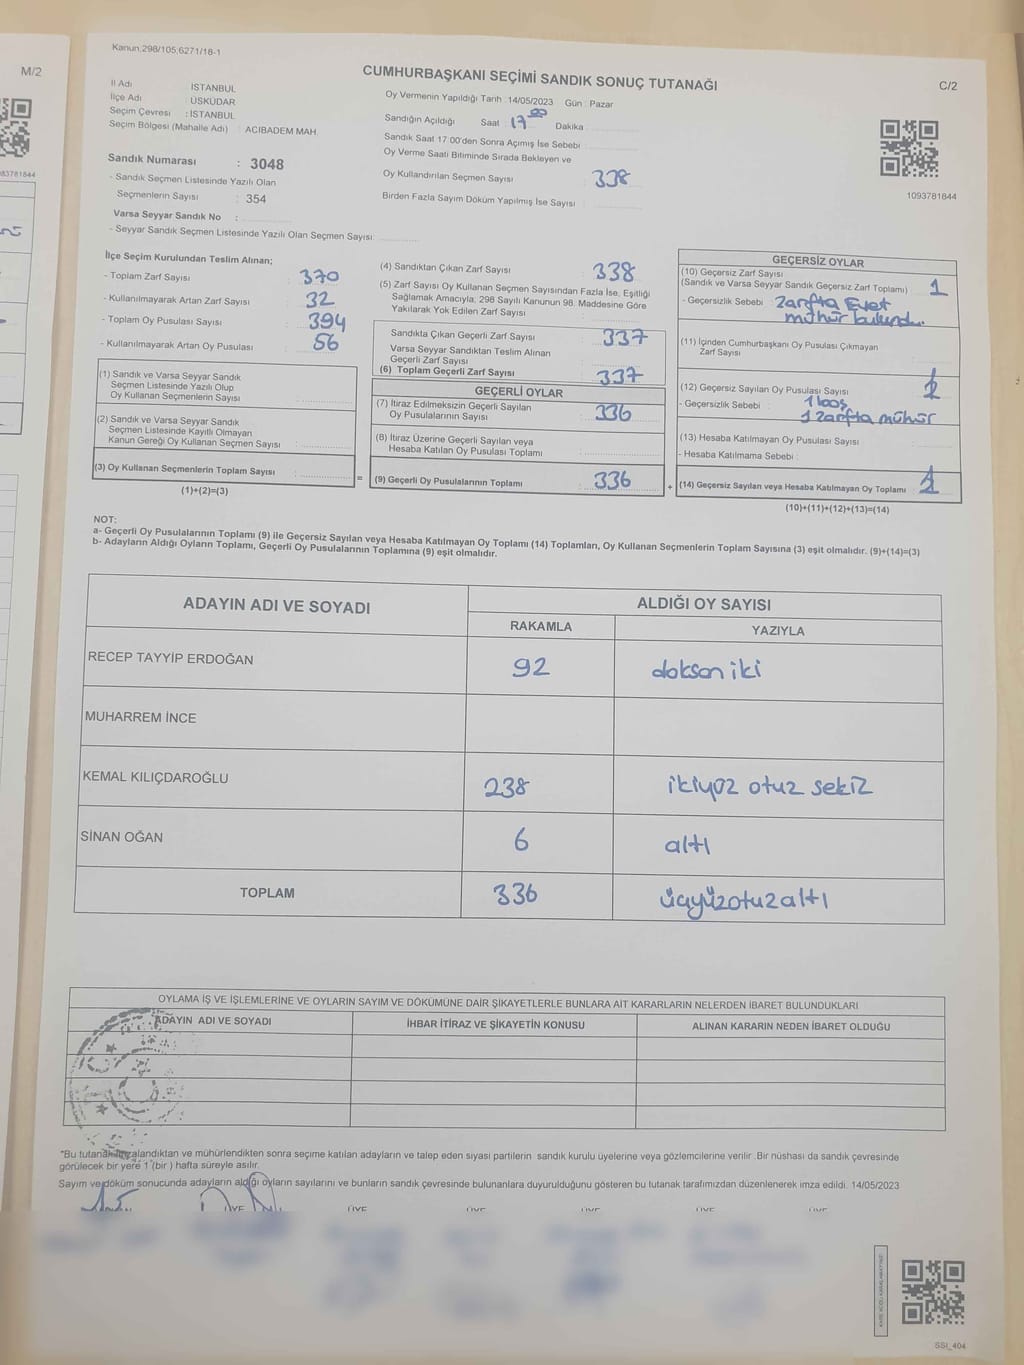 M/2
Kanun;298/105;6271/18-1
CUMHURBAŞKANI SEÇİMİ SANDIK SONUÇ TUTANAĞI
C/2
İl Adı : İSTANBUL
İlçe Adı : ÜSKÜDAR
Seçim Çevresi : İSTANBUL
Seçim Bölgesi (Mahalle Adı) : ACIBADEM MAH.
Oy Vermenin Yapıldığı Tarih :14/05/2023 Gün : Pazar
Sandığın Açıldığı Saat 17 00 Dakika
Sandık Saat 17:00'den Sonra Açımış İse Sebebi
Oy Verme Saati Bitiminde Sırada Bekleyen ve
Oy Kullandırılan Seçmen Sayısı 338
Birden Fazla Sayım Döküm Yapılmış İse Sayısı
1093781844
Sandık Numarası : 3048
- Sandık Seçmen Listesinde Yazılı Olan
Seçmenlerin Sayısı : 354
Varsa Seyyar Sandık No :
- Seyyar Sandık Seçmen Listesinde Yazılı Olan Seçmen Sayısı:
İlçe Seçim Kurulundan Teslim Alınan;
- Toplam Zarf Sayısı : 370
- Kullanılmayarak Artan Zarf Sayısı : 32
- Toplam Oy Pusulası Sayısı : 394
- Kullanılmayarak Artan Oy Pusulası : 56
(1) Sandık ve Varsa Seyyar Sandık
Seçmen Listesinde Yazılı Olup
Oy Kullanan Seçmenlerin Sayısı
(2) Sandık ve Varsa Seyyar Sandık
Seçmen Listesinde Kayıtlı Olmayan
Kanun Gereği Oy Kullanan Seçmen Sayısı
(3) Oy Kullanan Seçmenlerin Toplam Sayısı
(1)+(2)=(3)
=
(4) Sandıktan Çıkan Zarf Sayısı : 338
(5) Zarf Sayısı Oy Kullanan Seçmen Sayısından Fazla İse, Eşitliği
Sağlamak Amacıyla; 298 Sayılı Kanunun 98. Maddesine Göre
Yakılarak Yok Edilen Zarf Sayısı
Sandıkta Çıkan Geçerli Zarf Sayısı : 337
Varsa Seyyar Sandıktan Teslim Alınan
Geçerli Zarf Sayısı
(6) Toplam Geçerli Zarf Sayısı : 337
GEÇERLİ OYLAR
(7) İtiraz Edilmeksizin Geçerli Sayılan
Oy Pusulalarının Sayısı 336
(8) İtiraz Üzerine Geçerli Sayılan veya
Hesaba Katılan Oy Pusulası Toplamı
(9) Geçerli Oy Pusulalarının Toplamı 336
+
GEÇERSİZ OYLAR
(10) Geçersiz Zarf Sayısı
(Sandık ve Varsa Seyyar Sandık Geçersiz Zarf Toplamı) : 1
- Geçersizlik Sebebi : Zarfta Evet
mühür bulundu.
(11) İçinden Cumhurbaşkanı Oy Pusulası Çıkmayan
Zarf Sayısı
(12) Geçersiz Sayılan Oy Pusulası Sayısı
- Geçersizlik Sebebi : 1 boş
1 zarfta mühür
(13) Hesaba Katılmayan Oy Pusulası Sayısı
- Hesaba Katılmama Sebebi :
(14) Geçersiz Sayılan veya Hesaba Katılmayan Oy Toplamı
(10)+(11)+(12)+(13)=(14)
NOT:
a- Geçerli Oy Pusulalarının Toplamı (9) ile Geçersiz Sayılan veya Hesaba Katılmayan Oy Toplamı (14) Toplamları, Oy Kullanan Seçmenlerin Toplam Sayısına (3) eşit olmalıdır. (9)+(14)=(3)
b- Adayların Aldığı Oyların Toplamı, Geçerli Oy Pusulalarının Toplamına (9) eşit olmalıdır.
ADAYIN ADI VE SOYADI
ALDIĞI OY SAYISI
RAKAMLA YAZIYLA
RECEP TAYYİP ERDOĞAN 92 doksan iki
MUHARREM İNCE
KEMAL KILIÇDAROĞLU 238 ikiyüz otuz sekiz
SİNAN OĞAN 6 altı
TOPLAM 336 üçyüzotuzaltı
OYLAMA İŞ VE İŞLEMLERİNE VE OYLARIN SAYIM VE DÖKÜMÜNE DAİR ŞİKAYETLERLE BUNLARA AİT KARARLARIN NELERDEN İBARET BULUNDUKLARI
ADAYIN ADI VE SOYADI İHBAR İTİRAZ VE ŞİKAYETİN KONUSU ALINAN KARARIN NEDEN İBARET OLDUĞU
*Bu tutanak imzalandıktan ve mühürlendikten sonra seçime katılan adayların ve talep eden siyasi partilerin sandık kurulu üyelerine veya gözlemcilerine verilir. Bir nüshası da sandık çevresinde
görülecek bir yere 1 (bir) hafta süreyle asılır.
Sayım ve döküm sonucunda adayların aldığı oyların sayılarını ve bunların sandık çevresinde bulunanlara duyurulduğunu gösteren bu tutanak tarafımızdan düzenlenerek imza edildi. 14/05/2023
ÜYE ÜYE ÜYE ÜYE ÜYE ÜYE
SSI_404